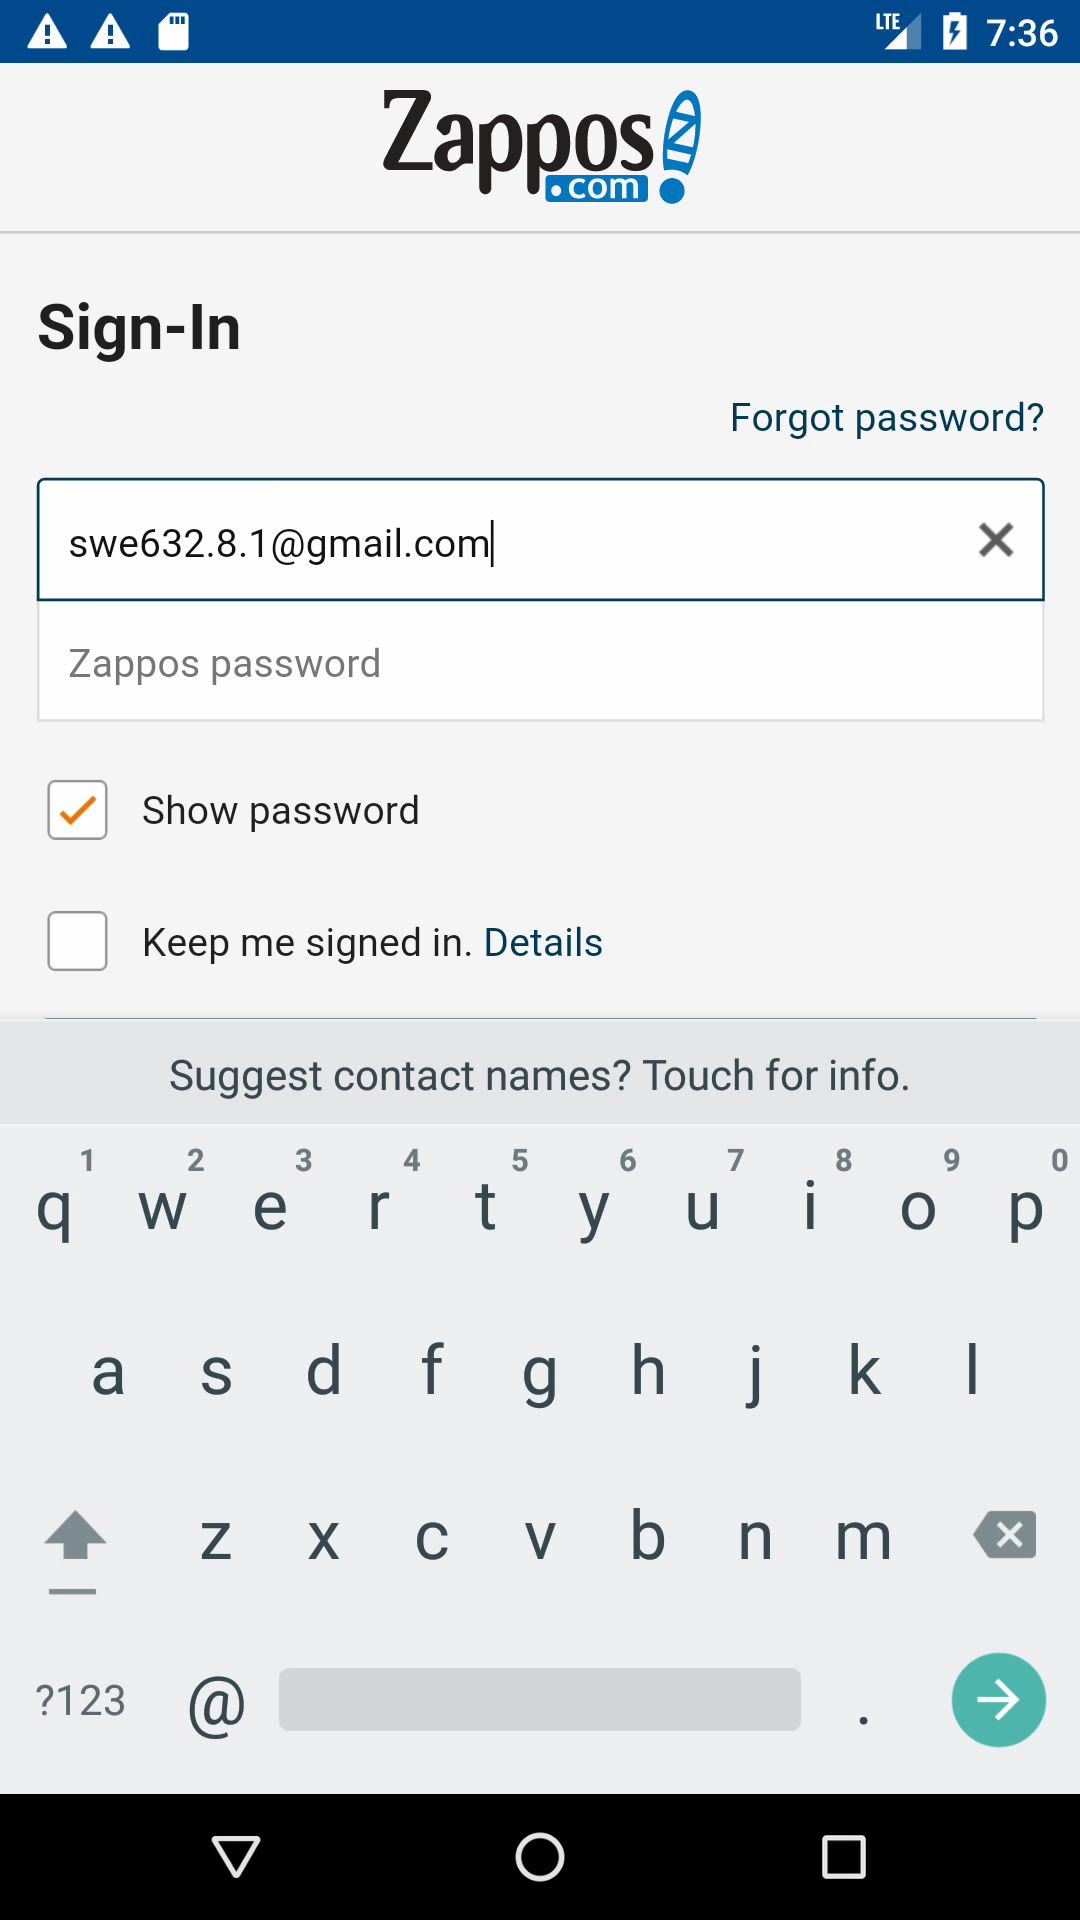 LTE 7:36
Zappos
.com
Sign-In
Forgot password?
swe632.8.1@gmail.com
Zappos password
Show password
Keep me signed in. Details
Suggest contact names? Touch for info.
1 2 3 4 5 6 7 8 9 0
q w e r t y u i o p
a s d f g h j k l
z x c v b n m
?123 @ .